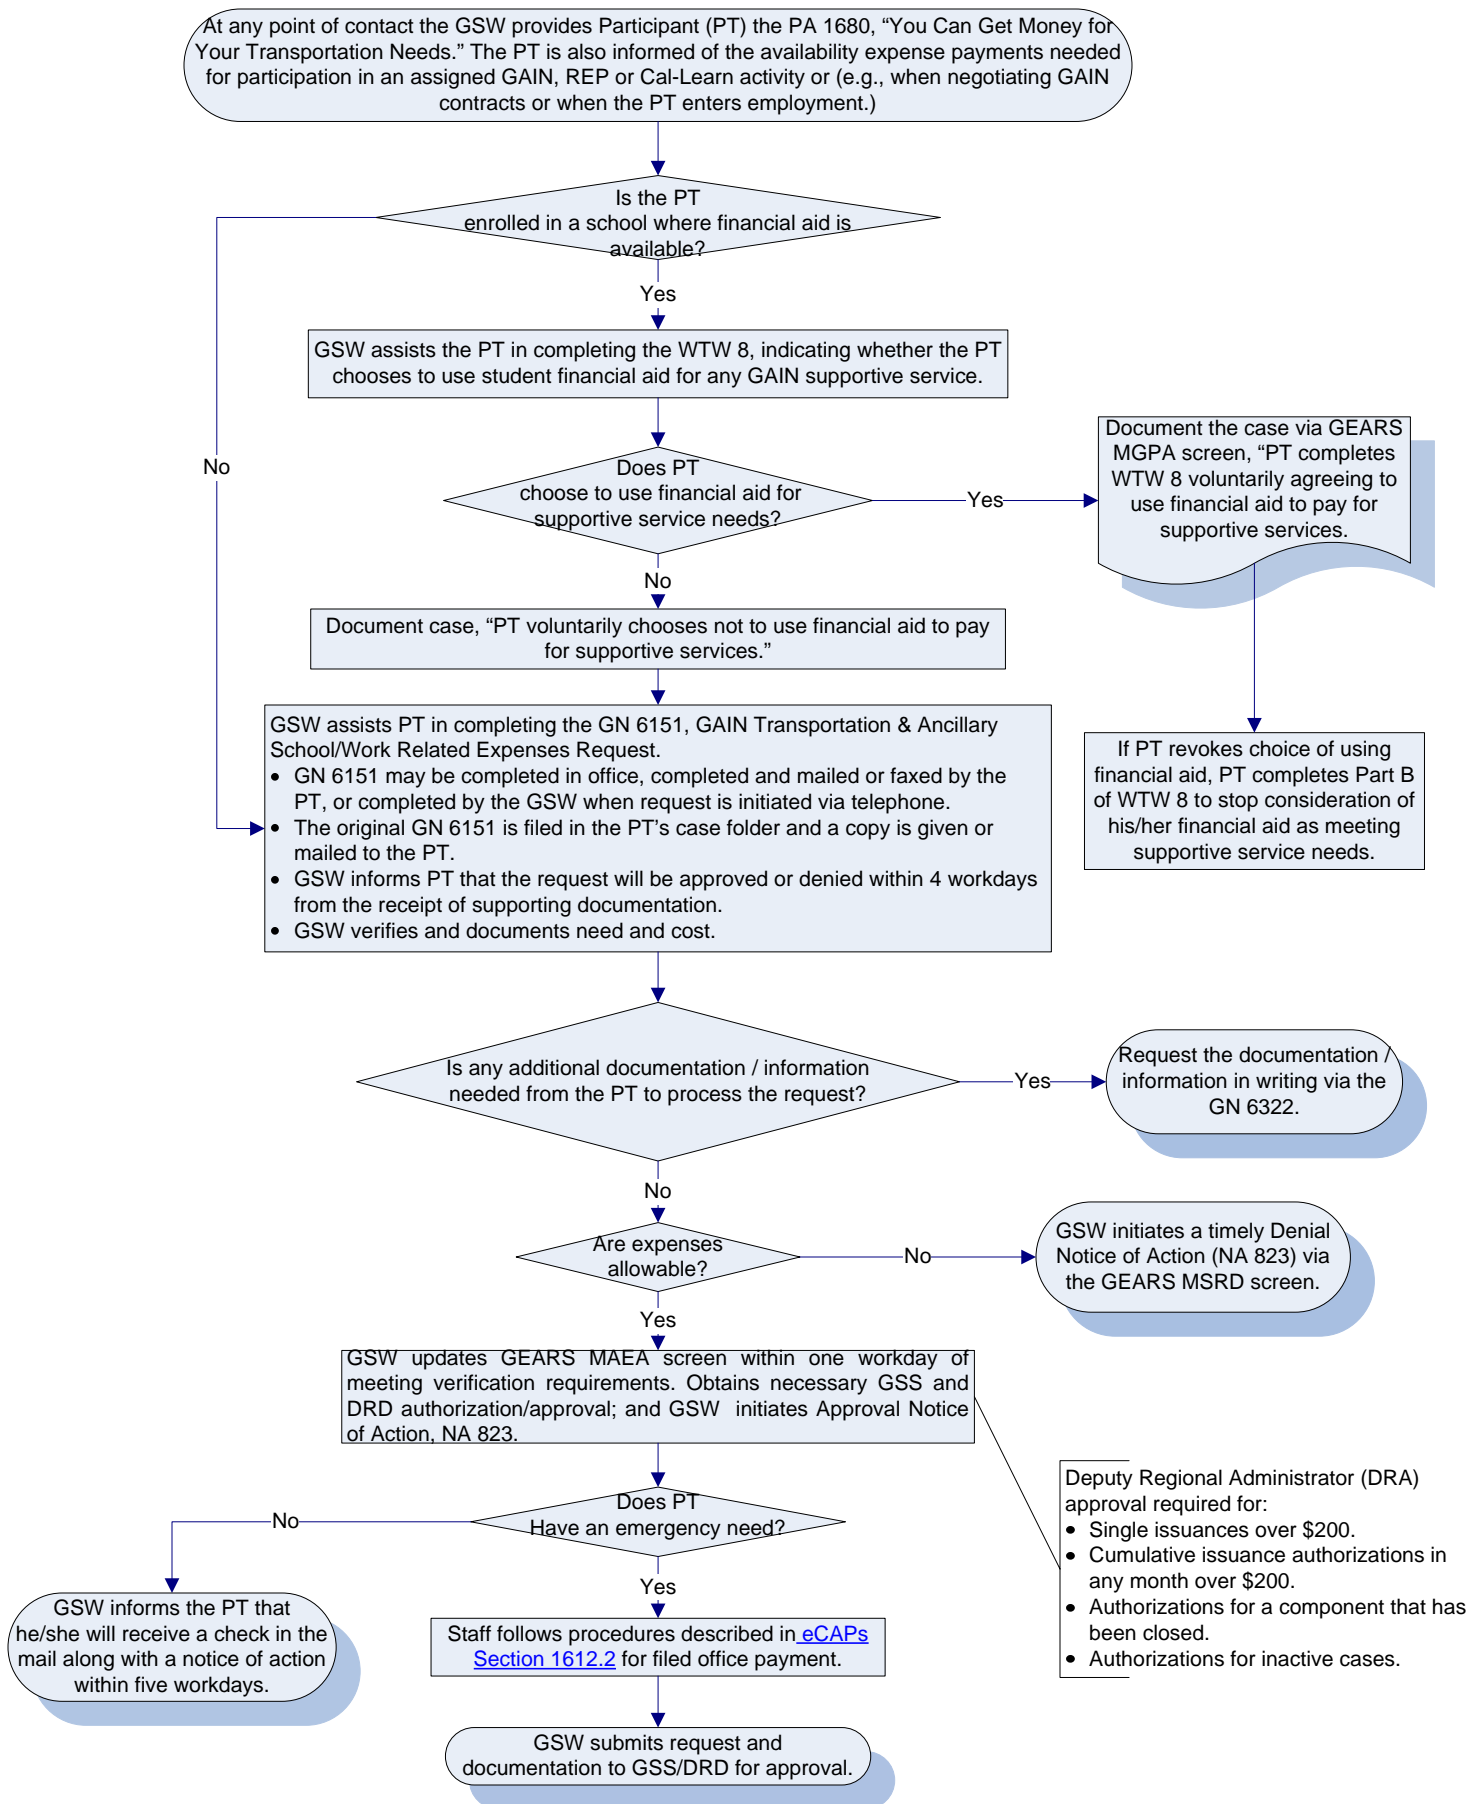 At any point of contact the GSW provides Participant (PT) the PA 1680, “You Can Get Money for
Your Transportation Needs.” The PT is also informed of the availability expense payments needed
for participation in an assigned GAIN, REP or Cal-Learn activity or (e.g., when negotiating GAIN
contracts or when the PT enters employment.)
Is the PT
enrolled in a school where financial aid is
available?
Yes
No
GSW assists the PT in completing the WTW 8, indicating whether the PT
chooses to use student financial aid for any GAIN supportive service.
Does PT
choose to use financial aid for
supportive service needs?
Yes
Document the case via GEARS
MGPA screen, “PT completes
WTW 8 voluntarily agreeing to
use financial aid to pay for
supportive services.
No
Document case, “PT voluntarily chooses not to use financial aid to pay
for supportive services.”
If PT revokes choice of using
financial aid, PT completes Part B
of WTW 8 to stop consideration of
his/her financial aid as meeting
supportive service needs.
GSW assists PT in completing the GN 6151, GAIN Transportation & Ancillary
School/Work Related Expenses Request.
• GN 6151 may be completed in office, completed and mailed or faxed by the
PT, or completed by the GSW when request is initiated via telephone.
• The original GN 6151 is filed in the PT’s case folder and a copy is given or
mailed to the PT.
• GSW informs PT that the request will be approved or denied within 4 workdays
from the receipt of supporting documentation.
• GSW verifies and documents need and cost.
Is any additional documentation / information
needed from the PT to process the request?
Yes
Request the documentation /
information in writing via the
GN 6322.
No
Are expenses
allowable?
No
GSW initiates a timely Denial
Notice of Action (NA 823) via
the GEARS MSRD screen.
Yes
GSW updates GEARS MAEA screen within one workday of
meeting verification requirements. Obtains necessary GSS and
DRD authorization/approval; and GSW initiates Approval Notice
of Action, NA 823.
Deputy Regional Administrator (DRA)
approval required for:
• Single issuances over $200.
• Cumulative issuance authorizations in
any month over $200.
• Authorizations for a component that has
been closed.
• Authorizations for inactive cases.
Does PT
Have an emergency need?
No
GSW informs the PT that
he/she will receive a check in the
mail along with a notice of action
within five workdays.
Yes
Staff follows procedures described in eCAPs
Section 1612.2 for filed office payment.
GSW submits request and
documentation to GSS/DRD for approval.